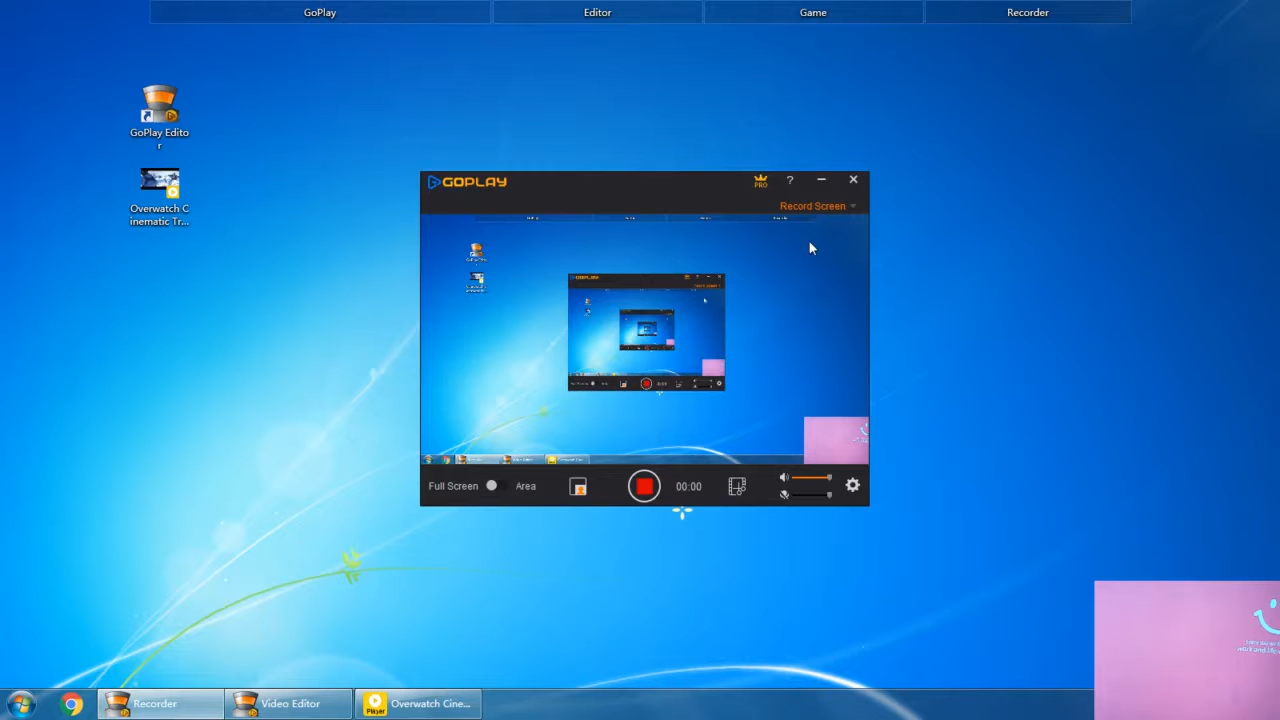 GoPlay
Editor
Game
Recorder
GoPlay Edito
r
Overwatch C
inematic Tr...
GOPLAY
PRO
?
Record Screen
Full Screen
Area
00:00
Recorder
Video Editor
Player
Overwatch Cine...